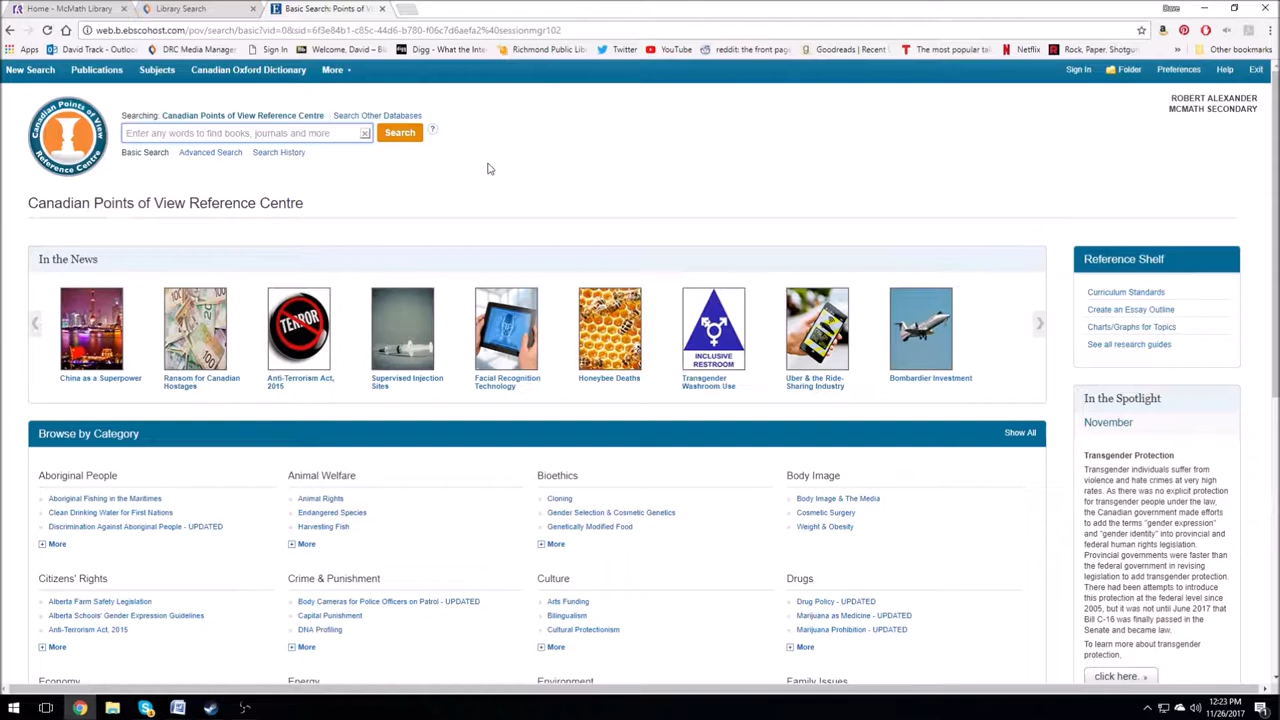 Home - McMath Library
Library Search
Basic Search: Points of V
Dave
web.b.ebscohost.com/pov/search/basic?vid=0&sid=6f3e84b1-c85c-44d6-b780-f06c7d6aefa2%40sessionmgr102
Apps David Track - Outlook DRC Media Manager Sign In Welcome, David – Bl Digg - What the Inte Richmond Public Lib Twitter YouTube reddit: the front page Goodreads | Recent U The most popular tal Netflix Rock, Paper, Shotgu » Other bookmarks
New Search Publications Subjects Canadian Oxford Dictionary More Sign In Folder Preferences Help Exit
ROBERT ALEXANDER
MCMATH SECONDARY
Canadian Points of View
Reference Centre
Searching: Canadian Points of View Reference Centre Search Other Databases
Enter any words to find books, journals and more Search ?
Basic Search Advanced Search Search History
Canadian Points of View Reference Centre
In the News
TERROR
INCLUSIVE
RESTROOM
China as a Superpower
Ransom for Canadian
Hostages
Anti-Terrorism Act,
2015
Supervised Injection
Sites
Facial Recognition
Technology
Honeybee Deaths
Transgender
Washroom Use
Uber & the Ride-
Sharing Industry
Bombardier Investment
Reference Shelf
Curriculum Standards
Create an Essay Outline
Charts/Graphs for Topics
See all research guides
Browse by Category Show All
Aboriginal People
Aboriginal Fishing in the Maritimes
Clean Drinking Water for First Nations
Discrimination Against Aboriginal People - UPDATED
More
Animal Welfare
Animal Rights
Endangered Species
Harvesting Fish
More
Bioethics
Cloning
Gender Selection & Cosmetic Genetics
Genetically Modified Food
More
Body Image
Body Image & The Media
Cosmetic Surgery
Weight & Obesity
Citizens' Rights
Alberta Farm Safety Legislation
Alberta Schools' Gender Expression Guidelines
Anti-Terrorism Act, 2015
More
Crime & Punishment
Body Cameras for Police Officers on Patrol - UPDATED
Capital Punishment
DNA Profiling
More
Culture
Arts Funding
Bilingualism
Cultural Protectionism
More
Drugs
Drug Policy - UPDATED
Marijuana as Medicine - UPDATED
Marijuana Prohibition - UPDATED
More
Economy
Energy
Environment
Family Issues
In the Spotlight
November
Transgender Protection
Transgender individuals suffer from
violence and hate crimes at very high
rates. As there was no explicit protection
for transgender people under the law,
the Canadian government made efforts
to add the terms "gender expression"
and "gender identity" into provincial and
federal human rights legislation.
Provincial governments were faster than
the federal government in revising
legislation to add transgender protection.
There had been attempts to introduce
this protection at the federal level since
2005, but it was not until June 2017 that
Bill C-16 was finally passed in the
Senate and became law.
To learn more about transgender
protection,
click here. »
12:23 PM
11/26/2017